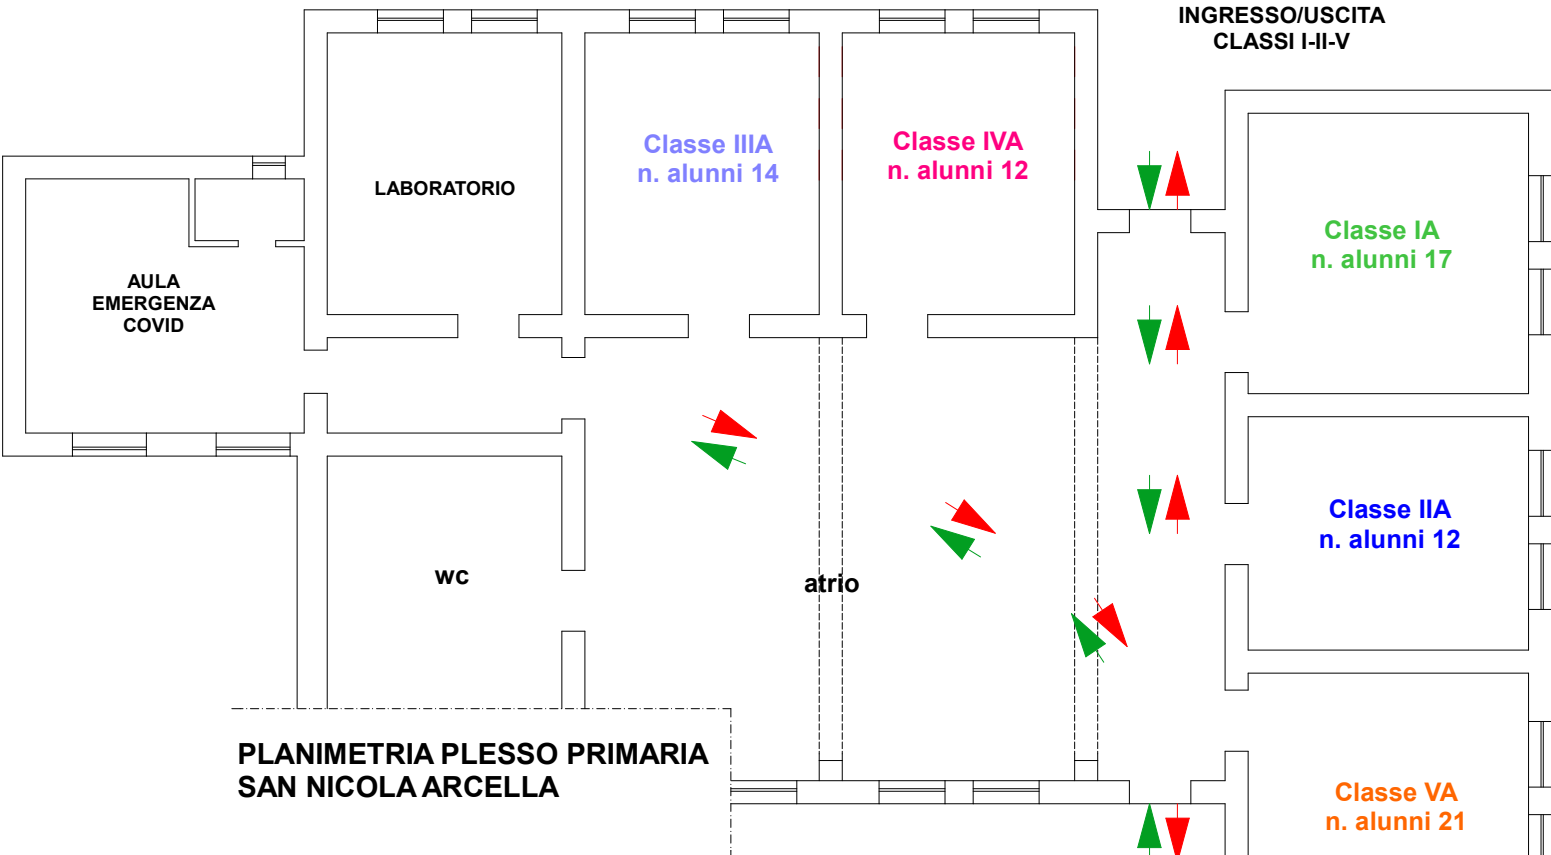 INGRESSO/USCITA
CLASSI I-II-V
Classe IIIA
n. alunni 14
Classe IVA
n. alunni 12
LABORATORIO
Classe IA
n. alunni 17
AULA
EMERGENZA
COVID
Classe IIA
n. alunni 12
wc
atrio
PLANIMETRIA PLESSO PRIMARIA
SAN NICOLA ARCELLA
Classe VA
n. alunni 21